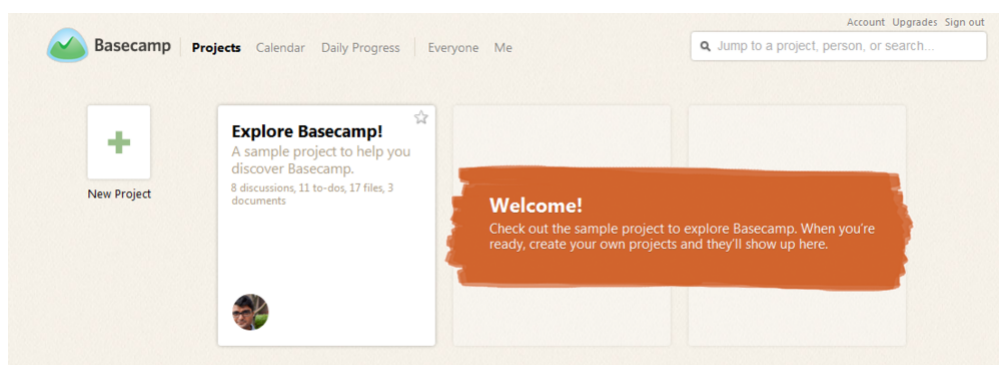 Account Upgrades Sign out
Basecamp Projects Calendar Daily Progress Everyone Me
Jump to a project, person, or search...
New Project
Explore Basecamp!
A sample project to help you
discover Basecamp.
8 discussions, 11 to-dos, 17 files, 3
documents
Welcome!
Check out the sample project to explore Basecamp. When you're
ready, create your own projects and they'll show up here.